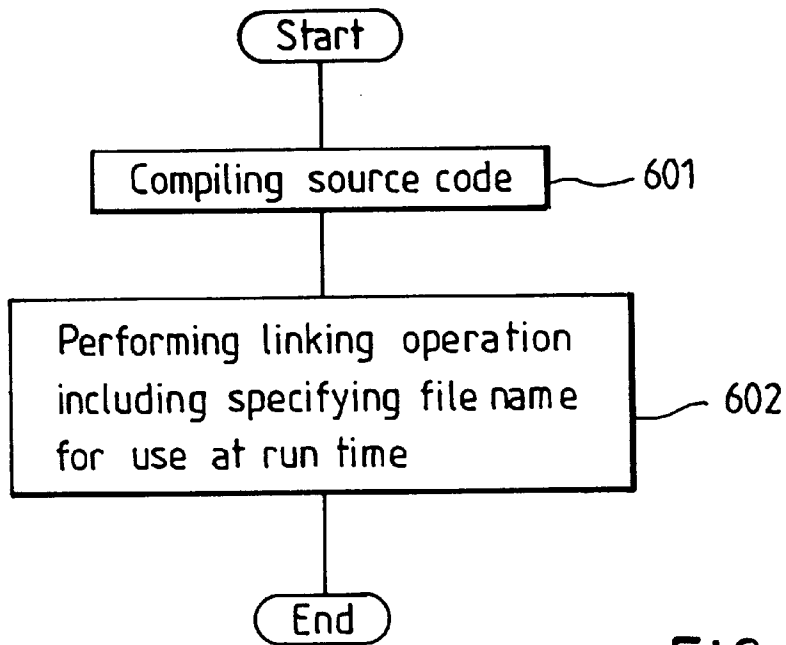 Start
Compiling source code
601
Performing linking operation
including specifying file name
for use at run time
602
End